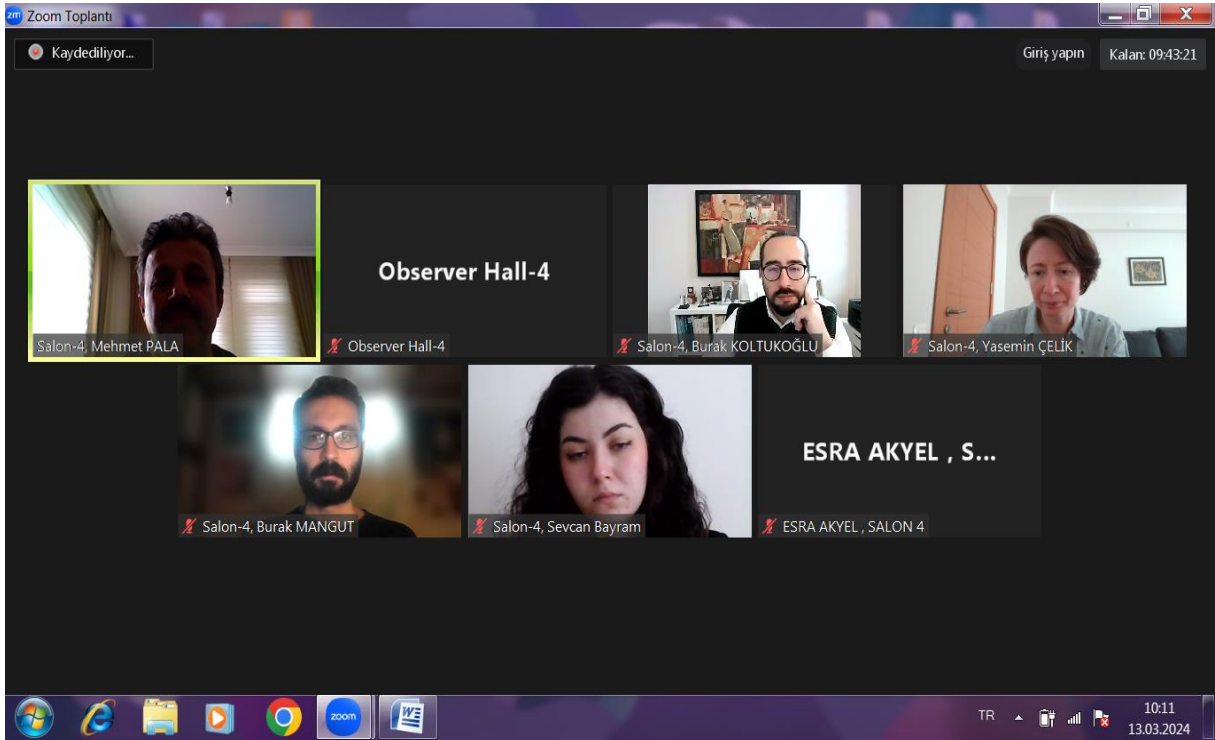 zm Zoom Toplantı
Kaydediliyor...
Giriş yapın
Kalan: 09:43:21
Observer Hall-4
Salon-4, Mehmet PALA
Observer Hall-4
Salon-4, Burak KOLTUKOĞLU
Salon-4, Yasemin ÇELİK
ESRA AKYEL , S...
Salon-4, Burak MANGUT
Salon-4, Sevcan Bayram
ESRA AKYEL , SALON 4
zoom
W
TR
10:11
13.03.2024